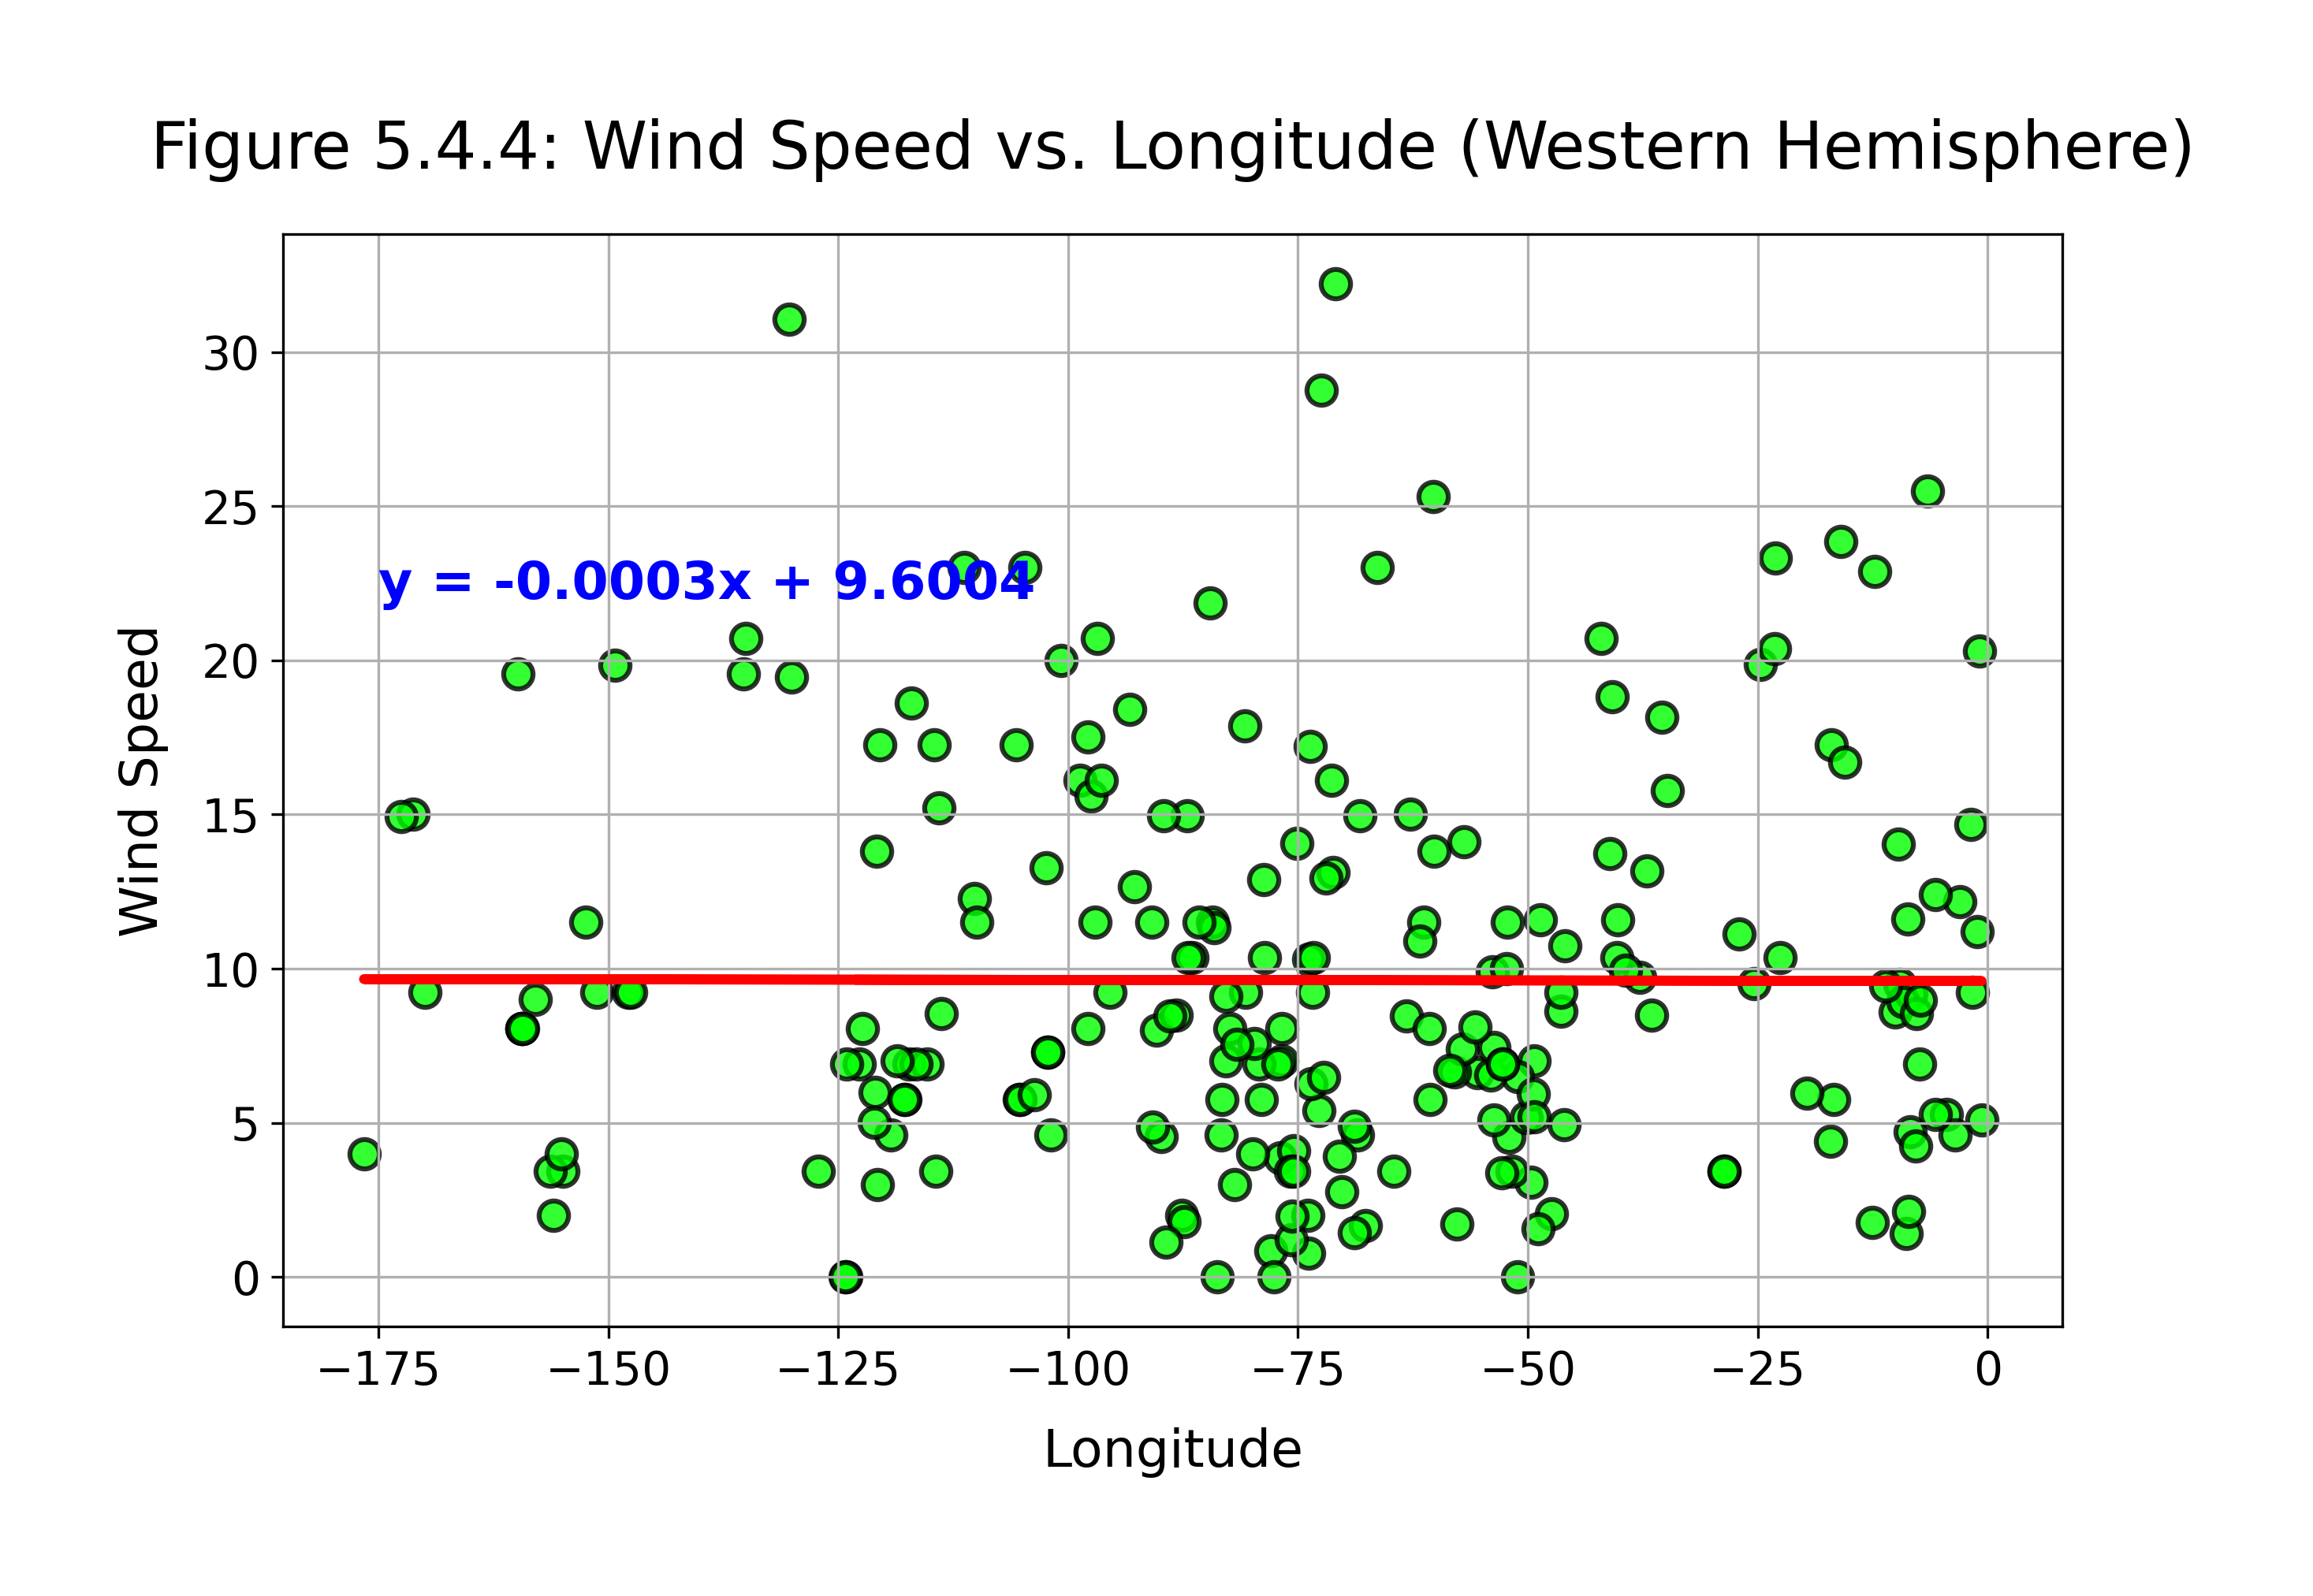 Figure 5.4.4: Wind Speed vs. Longitude (Western Hemisphere)
30
25
y = -0.0003x + 9.6004
20
Wind Speed
15
10
5
0
−175 −150 −125 −100 −75 −50 −25 0
Longitude